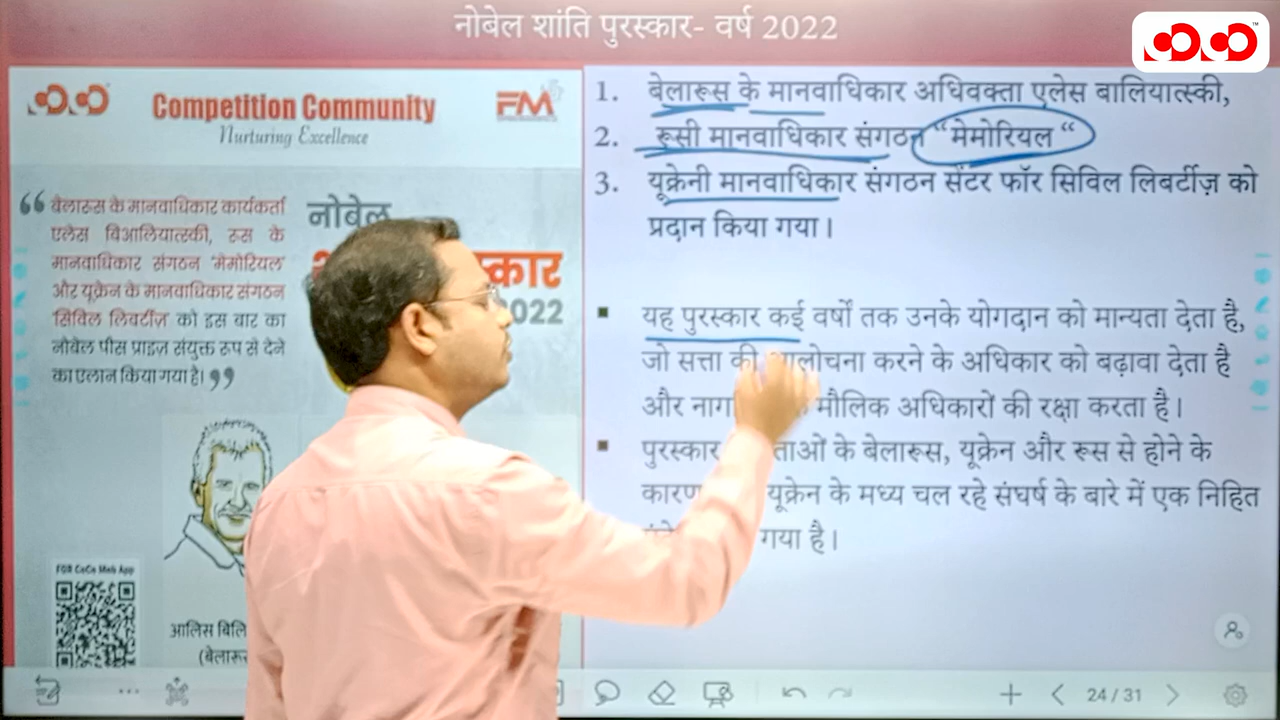 नोबेल शांति पुरस्कार- वर्ष 2022
Competition Community
Nurturing Excellence
FM
“ बेलारूस के मानवाधिकार कार्यकर्ता
एलेस बिआलियात्स्की, रूस के
मानवाधिकार संगठन 'मेमोरियल'
और यूक्रेन के मानवाधिकार संगठन
सिविल लिबर्टीज़ को इस बार का
नोबेल पीस प्राइज़ संयुक्त रूप से देने
का एलान किया गया है। ”
नोबेल
स्कार
2022
FOR CoCo Web App
आलिस बिलि
(बेलारूस
1. बेलारूस के मानवाधिकार अधिवक्ता एलेस बालियात्स्की,
2. रूसी मानवाधिकार संगठन “मेमोरियल “
3. यूक्रेनी मानवाधिकार संगठन सेंटर फॉर सिविल लिबर्टीज़ को
प्रदान किया गया।
▪ यह पुरस्कार कई वर्षों तक उनके योगदान को मान्यता देता है,
जो सत्ता की आलोचना करने के अधिकार को बढ़ावा देता है
और नाग मौलिक अधिकारों की रक्षा करता है।
▪ पुरस्कार ताओं के बेलारूस, यूक्रेन और रूस से होने के
कारण यूक्रेन के मध्य चल रहे संघर्ष के बारे में एक निहित
गया है।
24 / 31